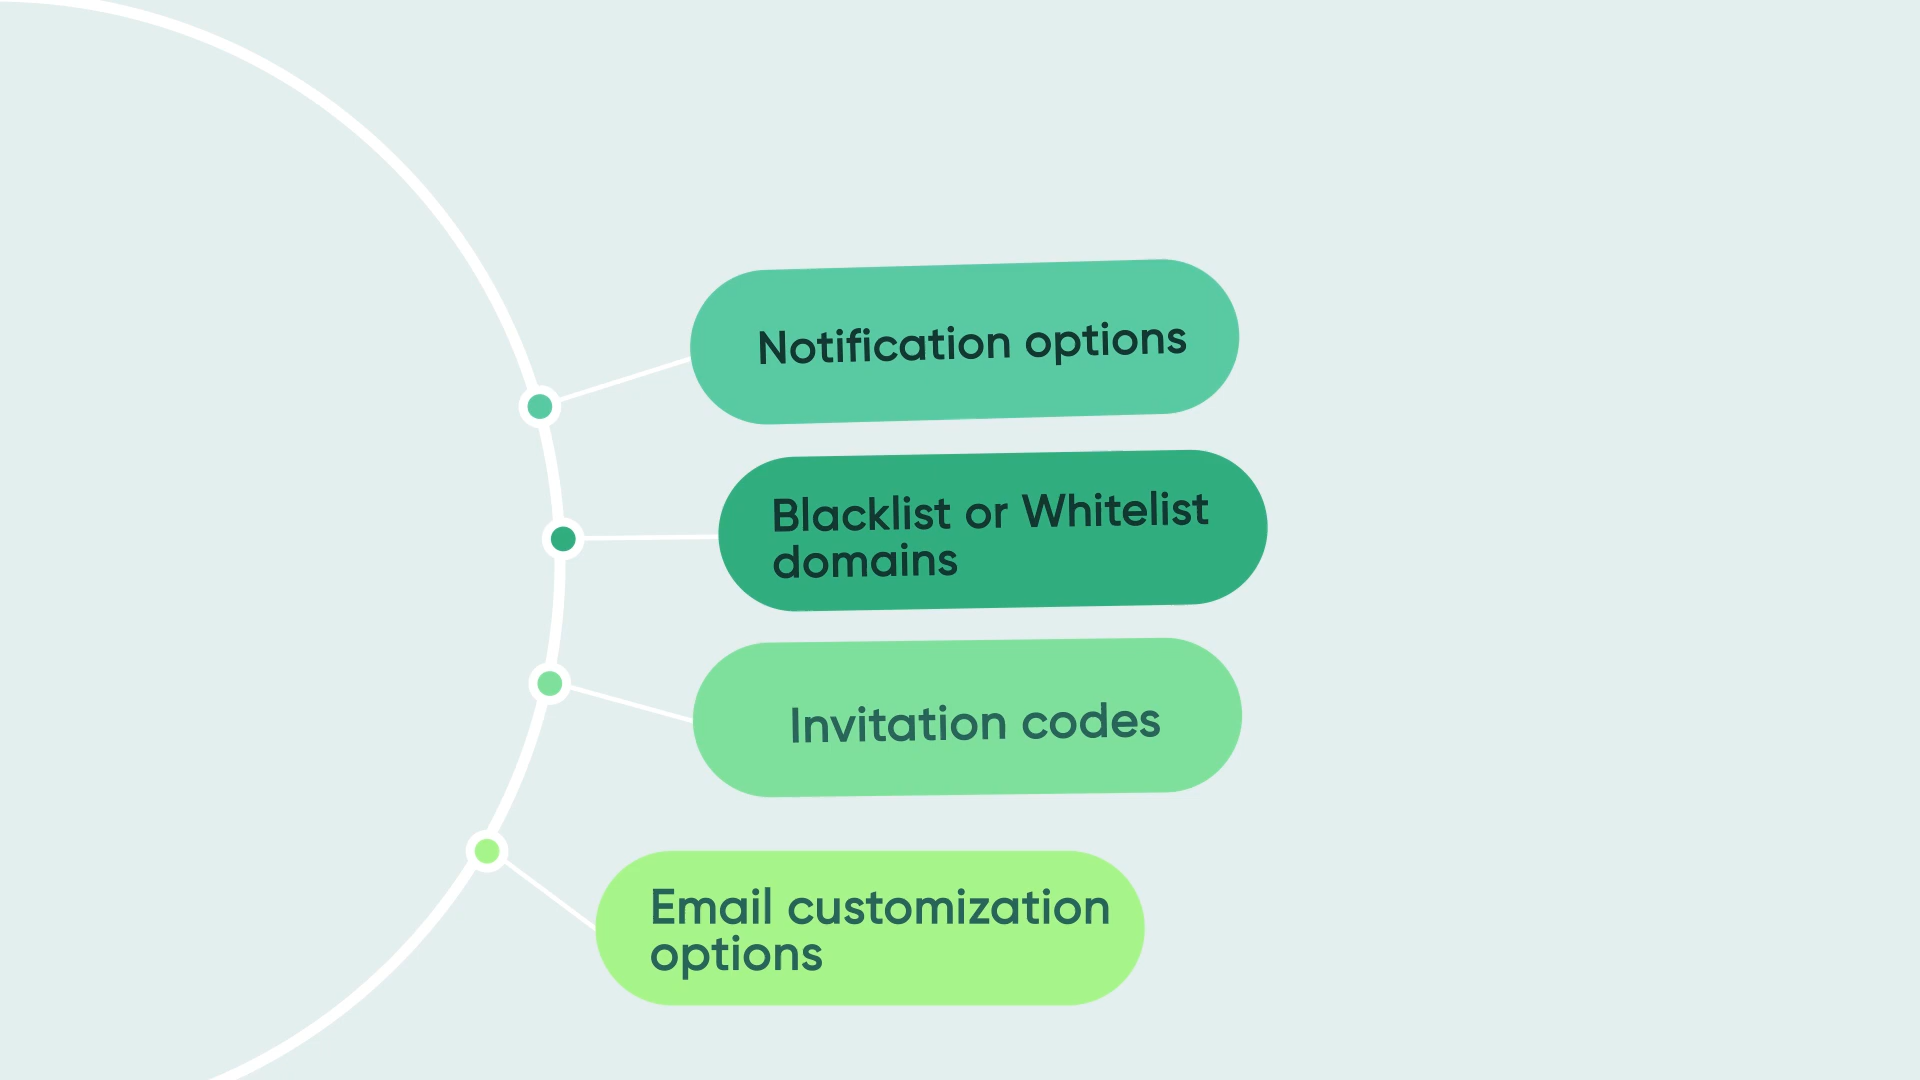 Notification options
Blacklist or Whitelist
domains
Invitation codes
Email customization
options